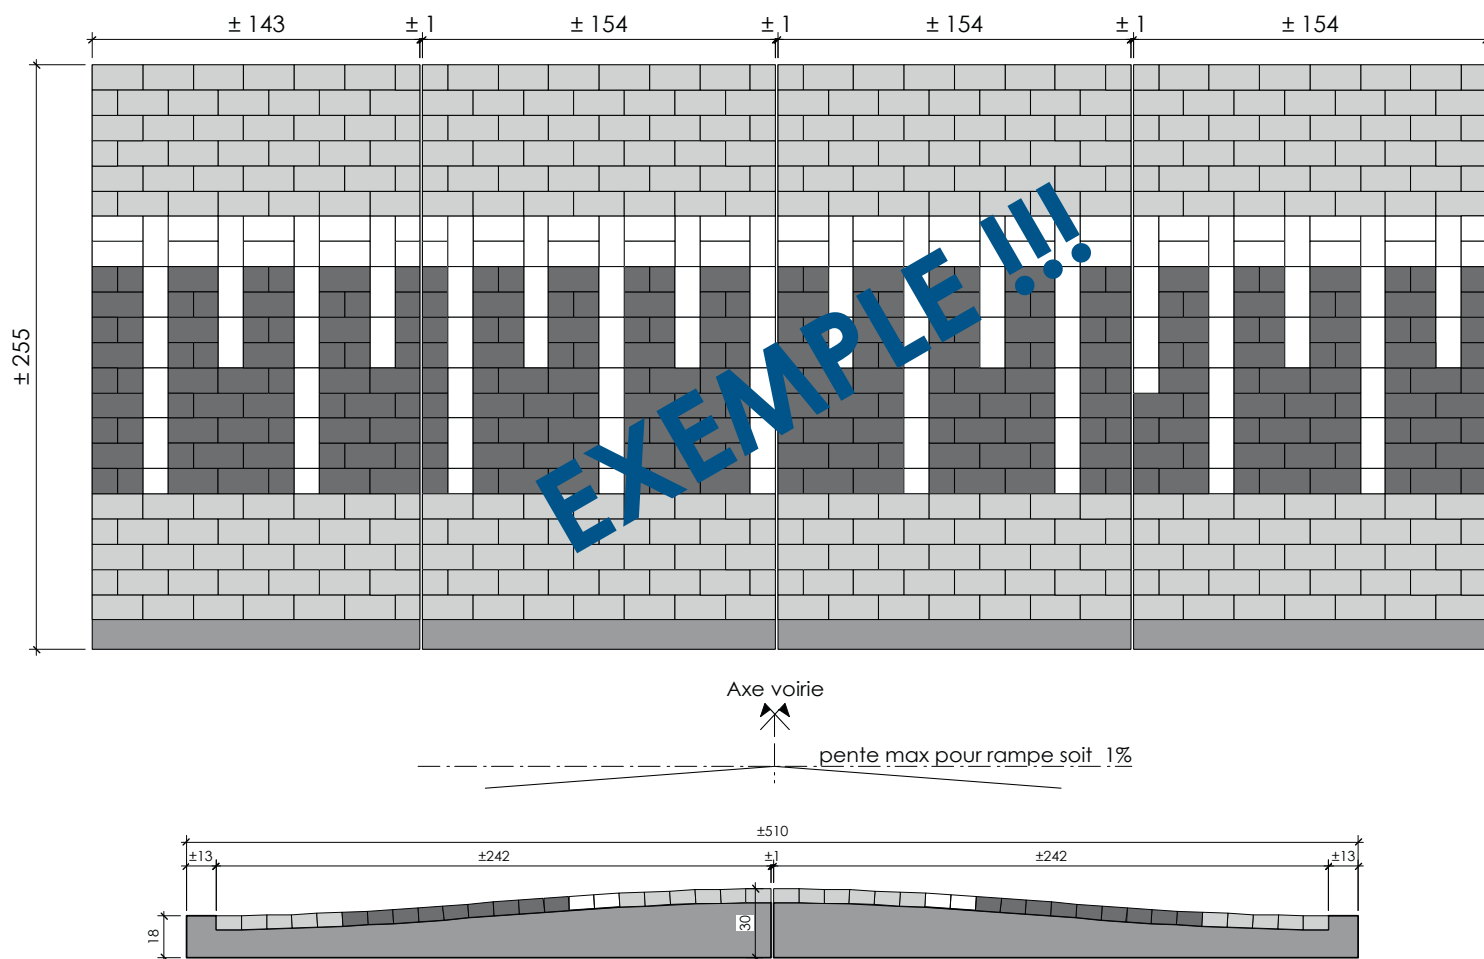 ± 143 ± 1 ± 154 ± 1 ± 154 ± 1 ± 154
± 255
EXEMPLE !!!
Axe voirie
pente max pour rampe soit 1%
±510
±13 ±242 ±1 ±242 ±13
18
30